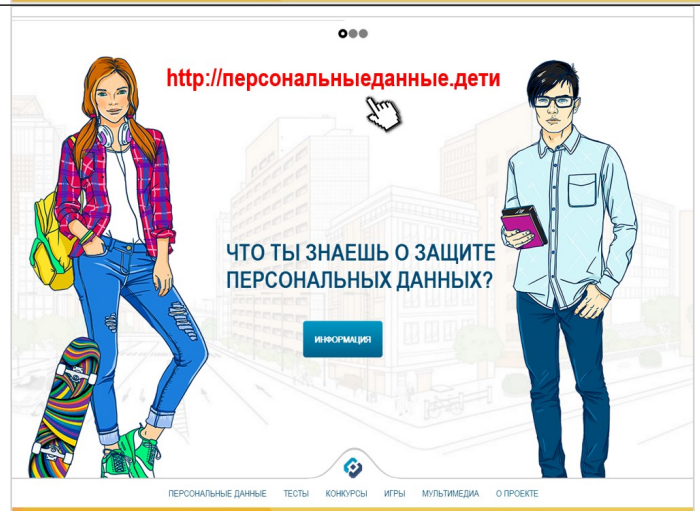 http://персональныеданные.дети
ЧТО ТЫ ЗНАЕШЬ О ЗАЩИТЕ
ПЕРСОНАЛЬНЫХ ДАННЫХ?
ИНФОРМАЦИЯ
ПЕРСОНАЛЬНЫЕ ДАННЫЕ ТЕСТЫ КОНКУРСЫ ИГРЫ МУЛЬТИМЕДИА О ПРОЕКТЕ